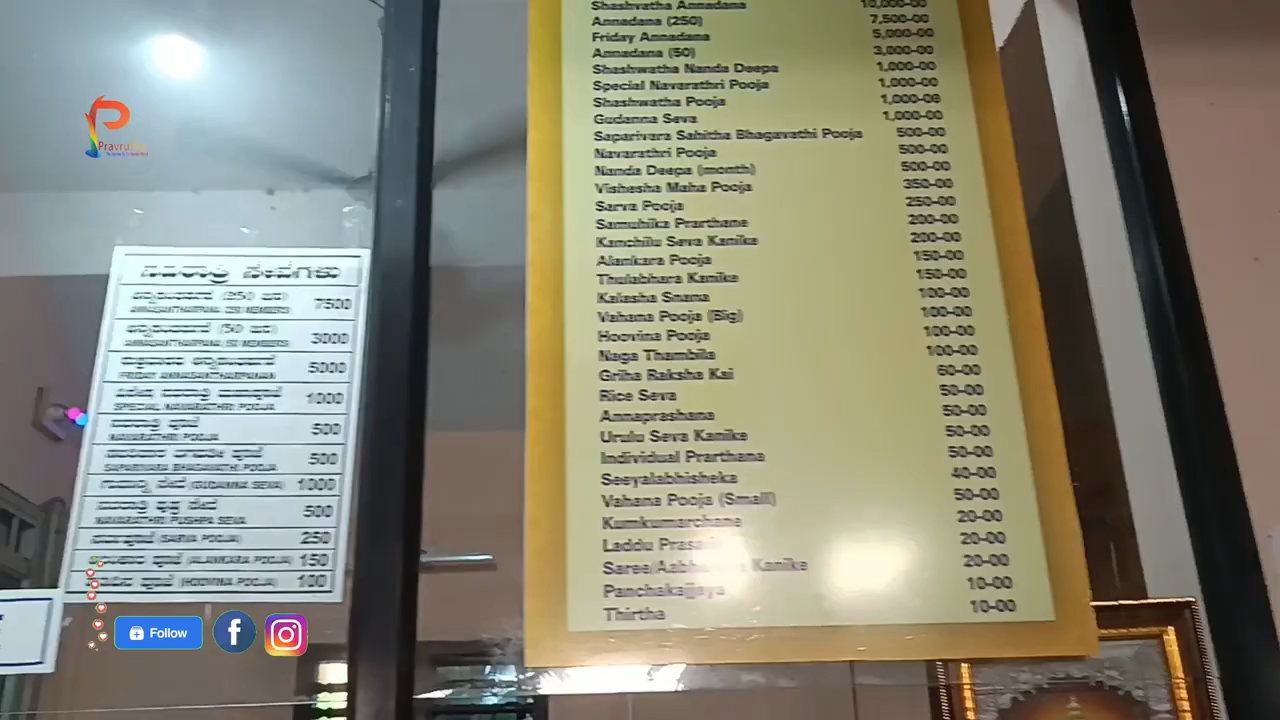 Pravru
ನವರಾತ್ರಿ ಸೇವೆಗಳು
(250 ಜನ) 7500
ANNASANTHARPANA (250 MEMBERS)
(50 ಜನ) 3000
ANNASANTHARPANA (50 MEMBERS)
5000
FRIDAY ANNASANTHARPANAM
1000
SPECIAL NAVARATHRI POOJA
500
NAVARATHRI POOJA
500
SAPARIVARA BHAGAVATHI POOJA
(GUDANNA SEVA) 1000
500
NAVARATHRI PUSHPA SEVA
(SARVA POOJA) 250
(ALANKARA POOJA) 150
(HOOVINA POOJA) 100
Follow
Shashvatha Annadana 10,000-00
Annadana (250) 7,500-00
Friday Annadana 5,000-00
Annadana (50) 3,000-00
Shashwatha Nanda Deepa 1,000-00
Special Navarathri Pooja 1,000-00
Shashwatha Pooja 1,000-00
Gudanna Seva 1,000-00
Saparivara Sahitha Bhagavathi Pooja 500-00
Navarathri Pooja 500-00
Nanda Deepa (month) 500-00
Vishesha Maha Pooja 350-00
Sarva Pooja 250-00
Samuhika Prarthane 200-00
Kanchilu Seva Kanike 200-00
Alankara Pooja 150-00
Thulabhara Kanike 150-00
Kalasha Snana 100-00
Vahana Pooja (Big) 100-00
Hoovina Pooja 100-00
Naga Thambila 100-00
Griha Raksha Kai 60-00
Rice Seva 50-00
Annaprashana 50-00
Urulu Seva Kanike 50-00
Individual Prarthana 50-00
Seeyalabhisheka 40-00
Vahana Pooja (Small) 50-00
Kumkumarchane 20-00
Laddu 20-00
Kanike 20-00
Panchakajjaya 10-00
Thirtha 10-00